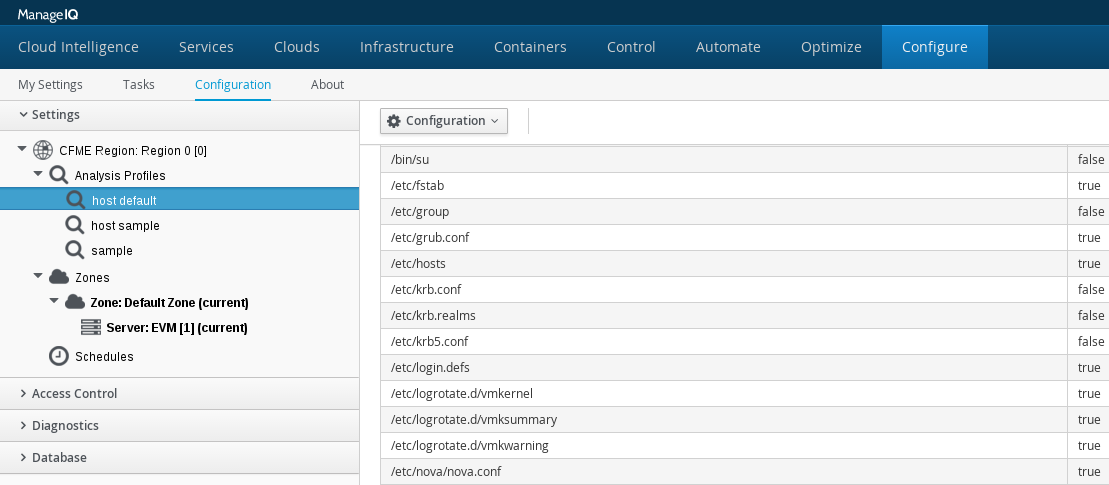 ManageIQ
Cloud Intelligence Services Clouds Infrastructure Containers Control Automate Optimize Configure
My Settings Tasks Configuration About
Settings
CFME Region: Region 0 [0]
Analysis Profiles
host default
host sample
sample
Zones
Zone: Default Zone (current)
Server: EVM [1] (current)
Schedules
Access Control
Diagnostics
Database
Configuration
/bin/su false
/etc/fstab true
/etc/group false
/etc/grub.conf true
/etc/hosts true
/etc/krb.conf false
/etc/krb.realms false
/etc/krb5.conf false
/etc/login.defs true
/etc/logrotate.d/vmkernel true
/etc/logrotate.d/vmksummary true
/etc/logrotate.d/vmkwarning true
/etc/nova/nova.conf true